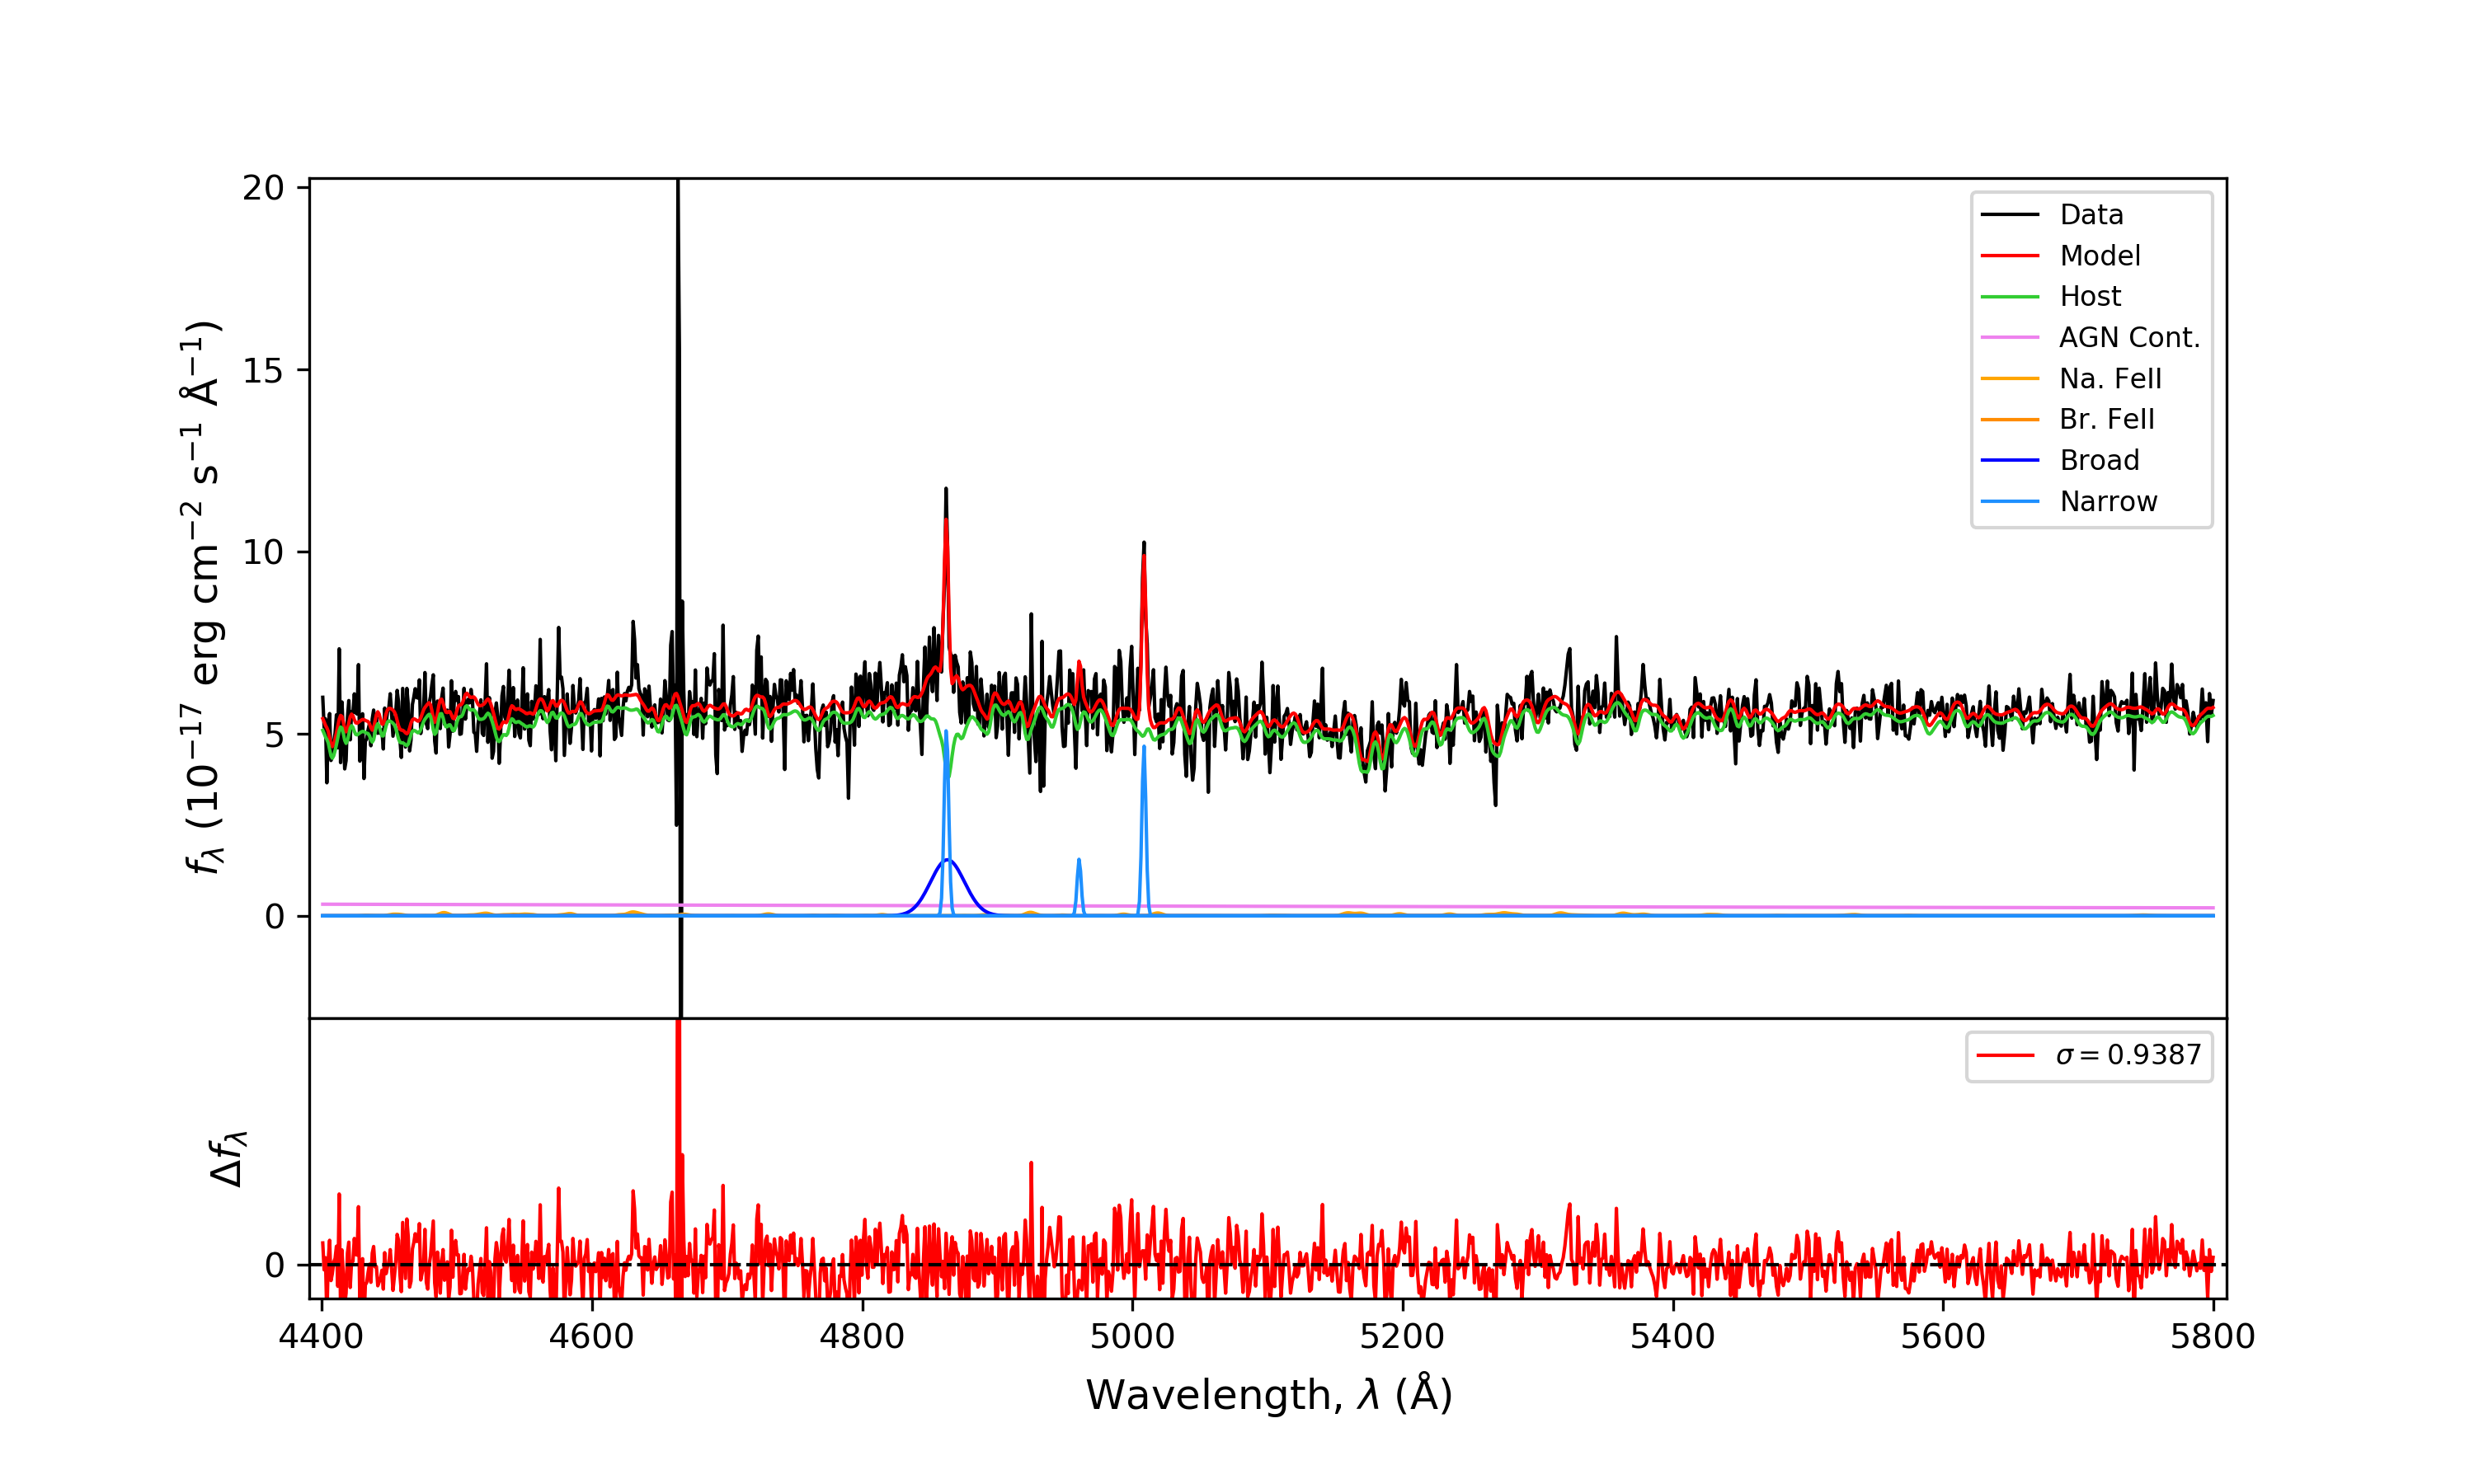 20
15
10
5
0
f_λ (10⁻¹⁷ erg cm⁻² s⁻¹ Å⁻¹)
Data
Model
Host
AGN Cont.
Na. FeII
Br. FeII
Broad
Narrow
σ = 0.9387
Δf_λ
0
4400 4600 4800 5000 5200 5400 5600 5800
Wavelength, λ (Å)